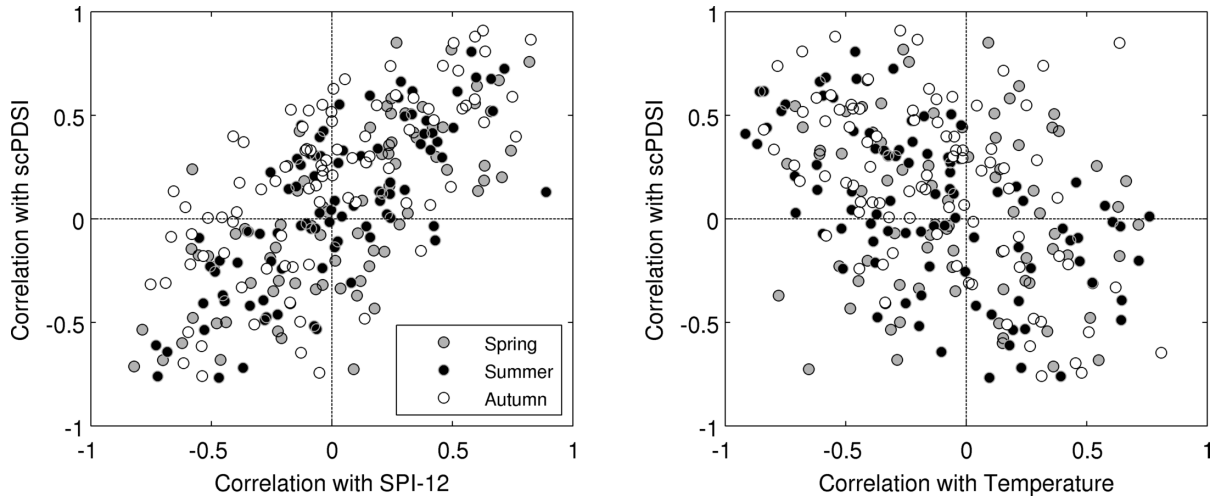 1
0.5
0
-0.5
-1
-1
-0.5
0
0.5
1
Correlation with scPDSI
Correlation with SPI-12
Spring
Summer
Autumn
1
0.5
0
-0.5
-1
-1
-0.5
0
0.5
1
Correlation with scPDSI
Correlation with Temperature